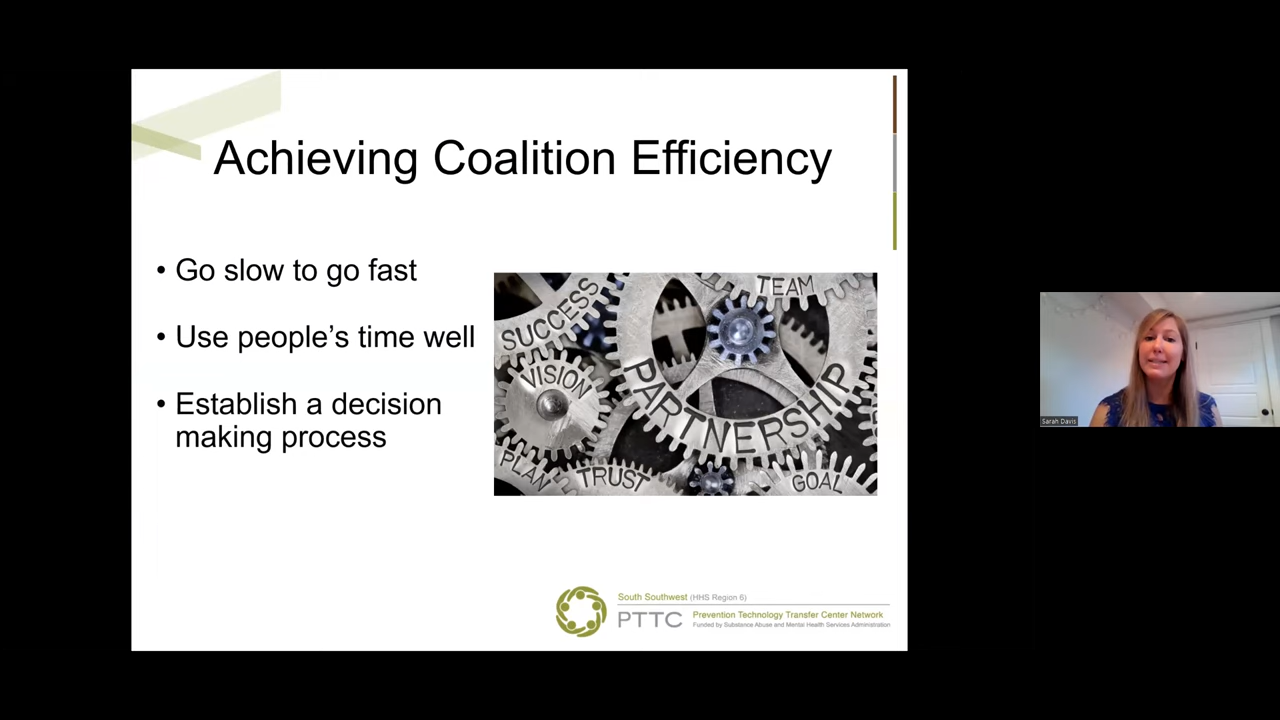 Achieving Coalition Efficiency
• Go slow to go fast
• Use people’s time well
• Establish a decision
making process
TEAM
SUCCESS
VISION
PARTNERSHIP
PLAN
TRUST
GOAL
Sarah Davis
South Southwest (HHS Region 6)
PTTC
Prevention Technology Transfer Center Network
Funded by Substance Abuse and Mental Health Services Administration